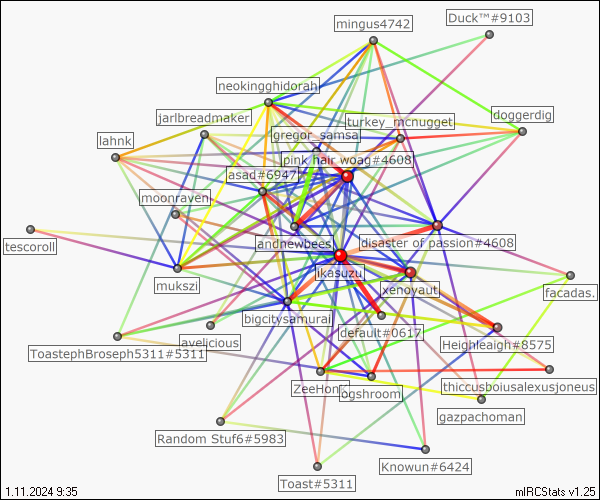 Duck™#9103
mingus4742
neokingghidorah
jarlbreadmaker
turkey_mcnugget
doggerdig
gregor_samsa
lahnk
pink hair woag#4608
asad#6947
moonraven
andnewbees
disaster of passion#4608
tescoroll
ikasuzu
mukszi
xenoyaut
facadas.
bigcitysamurai
default#0617
avelicious
Heighleaigh#8575
ToastephBroseph5311#5311
ZeeHonk
ogshroom
thiccusboiusalexusjoneus
gazpachoman
Random Stuf6#5983
Knowun#6424
Toast#5311
1.11.2024 9:35
mIRCStats v1.25